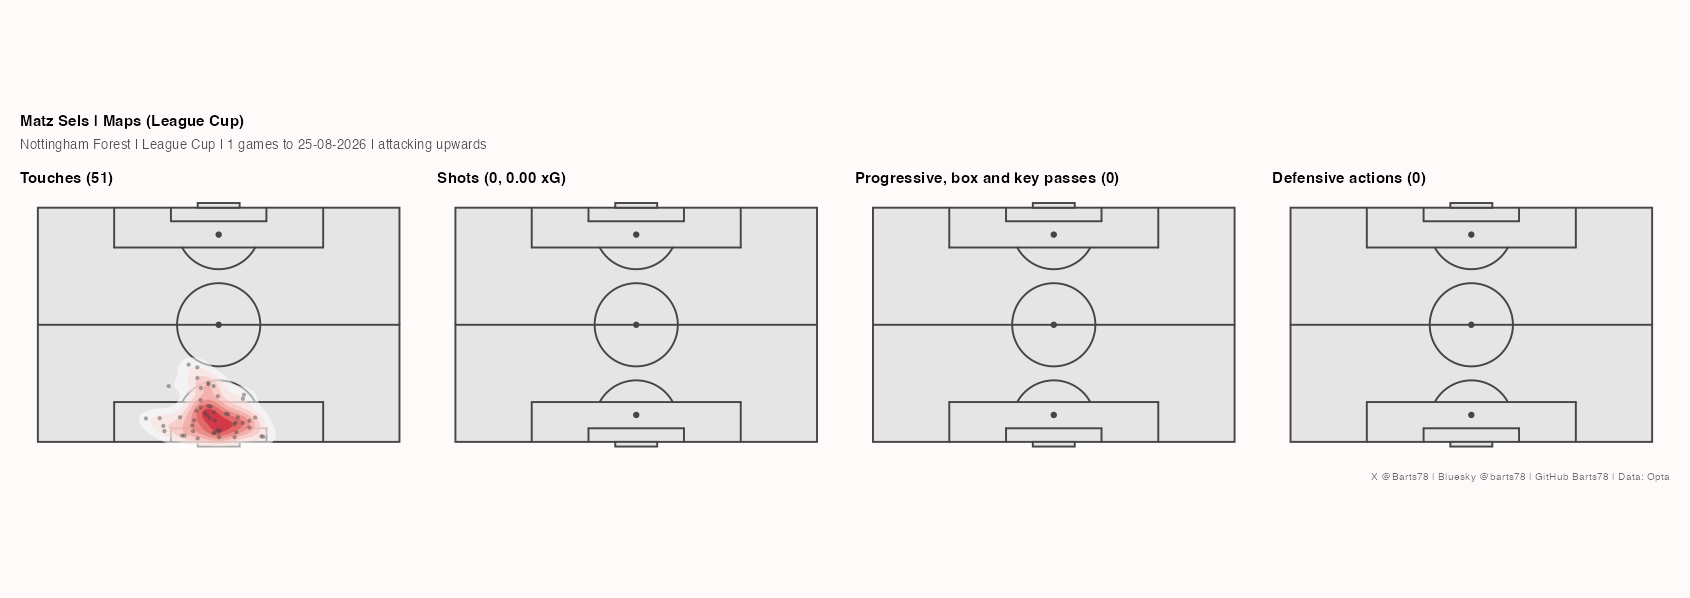 Matz Sels | Maps (League Cup)
Nottingham Forest | League Cup | 1 games to 25-08-2026 | attacking upwards
Touches (51)
Shots (0, 0.00 xG)
Progressive, box and key passes (0)
Defensive actions (0)
X @Barts78 | Bluesky @barts78 | GitHub Barts78 | Data: Opta